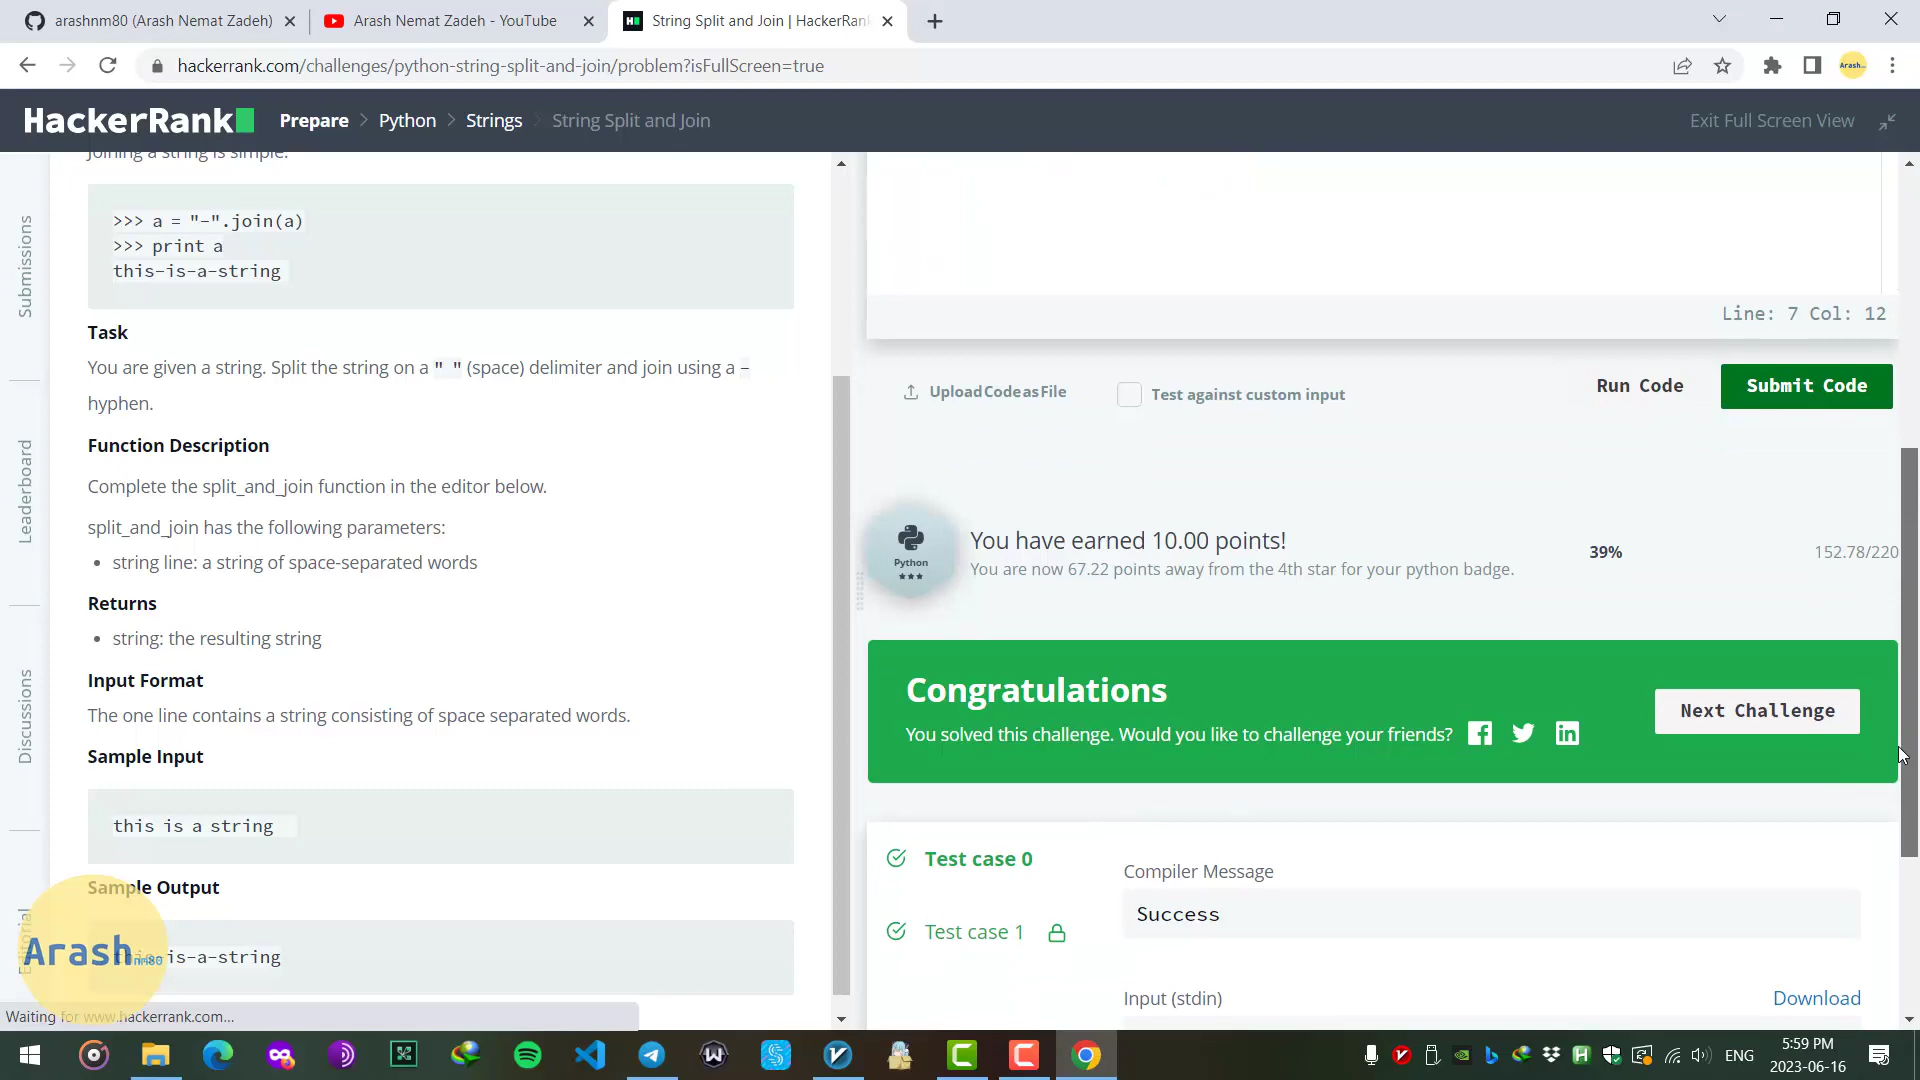 arashnm80 (Arash Nemat Zadeh)
Arash Nemat Zadeh - YouTube
String Split and Join | HackerRan
hackerrank.com/challenges/python-string-split-and-join/problem?isFullScreen=true
Arash
HackerRank
Prepare > Python > Strings > String Split and Join
Exit Full Screen View
Submissions
Leaderboard
Discussions
Editorial
Joining a string is simple:
>>> a = "-".join(a)
>>> print a
this-is-a-string
Task
You are given a string. Split the string on a " " (space) delimiter and join using a -
hyphen.
Function Description
Complete the split_and_join function in the editor below.
split_and_join has the following parameters:
• string line: a string of space-separated words
Returns
• string: the resulting string
Input Format
The one line contains a string consisting of space separated words.
Sample Input
this is a string
Sample Output
this-is-a-string
Arash nm80
Waiting for www.hackerrank.com...
Line: 7 Col: 12
Upload Code as File
Test against custom input
Run Code
Submit Code
Python
You have earned 10.00 points!
You are now 67.22 points away from the 4th star for your python badge.
39%
152.78/220
Congratulations
You solved this challenge. Would you like to challenge your friends?
Next Challenge
Test case 0
Test case 1
Compiler Message
Success
Input (stdin)
Download
ENG
5:59 PM
2023-06-16